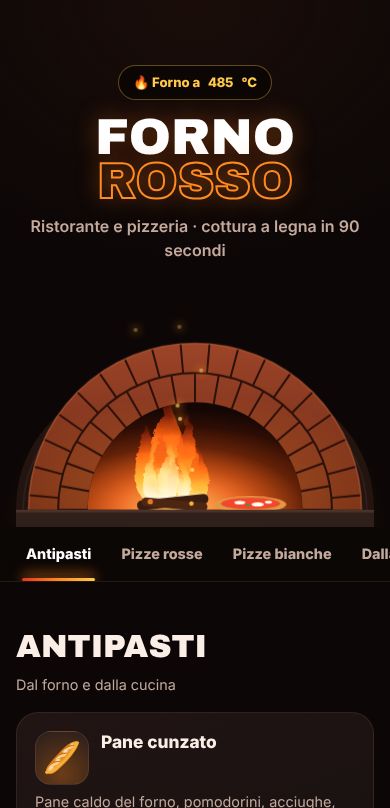 🔥 Forno a 485 °C
FORNO
ROSSO
Ristorante e pizzeria · cottura a legna in 90
secondi
Antipasti Pizze rosse Pizze bianche Dall
ANTIPASTI
Dal forno e dalla cucina
Pane cunzato
Pane caldo del forno, pomodorini, acciughe,